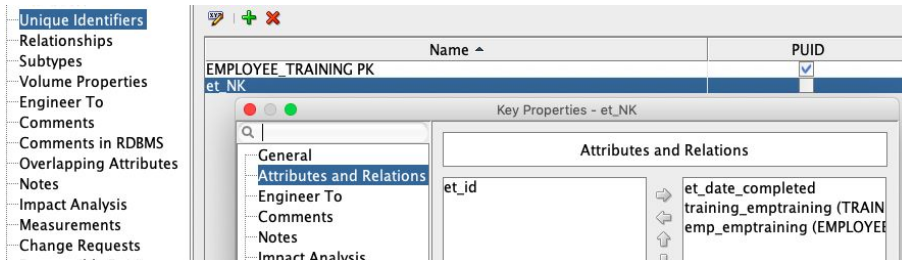 Unique Identifiers
Relationships
Subtypes
Volume Properties
Engineer To
Comments
Comments in RDBMS
Overlapping Attributes
Notes
Impact Analysis
Measurements
Change Requests
Name PUID
EMPLOYEE_TRAINING PK
et_NK
Key Properties - et_NK
General
Attributes and Relations
Engineer To
Comments
Notes
Impact Analysis
Attributes and Relations
et_id
et_date_completed
training_emptraining (TRAIN
emp_emptraining (EMPLOYEE